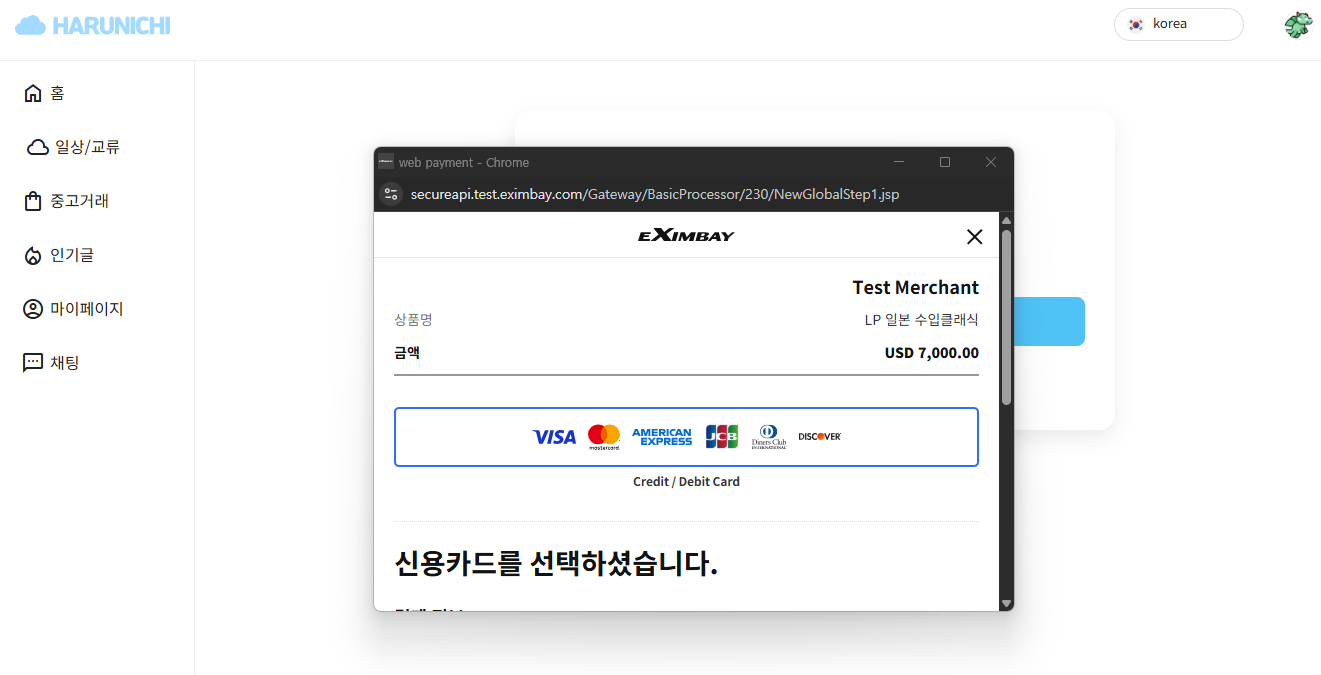 HARUNICHI
korea
홈
일상/교류
중고거래
인기글
마이페이지
채팅
web payment - Chrome
secureapi.test.eximbay.com/Gateway/BasicProcessor/230/NewGlobalStep1.jsp
EXIMBAY
Test Merchant
상품명 LP 일본 수입클래식
금액 USD 7,000.00
VISA mastercard. AMERICAN EXPRESS JCB Diners Club INTERNATIONAL DISCOVER
Credit / Debit Card
신용카드를 선택하셨습니다.